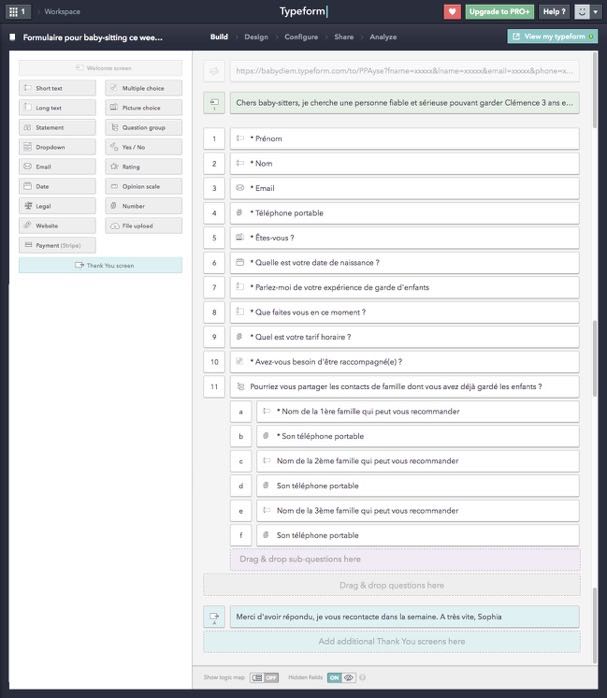 1 Workspace
Typeform
Upgrade to PRO+
Help ?
Formulaire pour baby-sitting ce wee...
Build Design Configure Share Analyze
View my typeform
Welcome screen
Short text
Multiple choice
Long text
Picture choice
Statement
Question group
Dropdown
Yes / No
Email
Rating
Date
Opinion scale
Legal
Number
Website
File upload
Payment (Stripe)
Thank You screen
https://babydiem.typeform.com/to/PPAyse?fname=xxxxx&lname=xxxxx&email=xxxxx&phone=x...
Chers baby-sitters, je cherche une personne fiable et sérieuse pouvant garder Clémence 3 ans e...
1 * Prénom
2 * Nom
3 * Email
4 * Téléphone portable
5 * Êtes-vous ?
6 * Quelle est votre date de naissance ?
7 * Parlez-moi de votre expérience de garde d'enfants
8 * Que faites vous en ce moment ?
9 * Quel est votre tarif horaire ?
10 * Avez-vous besoin d'être raccompagné(e) ?
11 Pourriez vous partager les contacts de famille dont vous avez déjà gardé les enfants ?
a * Nom de la 1ère famille qui peut vous recommander
b * Son téléphone portable
c Nom de la 2ème famille qui peut vous recommander
d Son téléphone portable
e Nom de la 3ème famille qui peut vous recommander
f Son téléphone portable
Drag & drop sub-questions here
Drag & drop questions here
A Merci d'avoir répondu, je vous recontacte dans la semaine. A très vite, Sophia
Add additional Thank You screens here
Show logic map OFF Hidden Fields ON